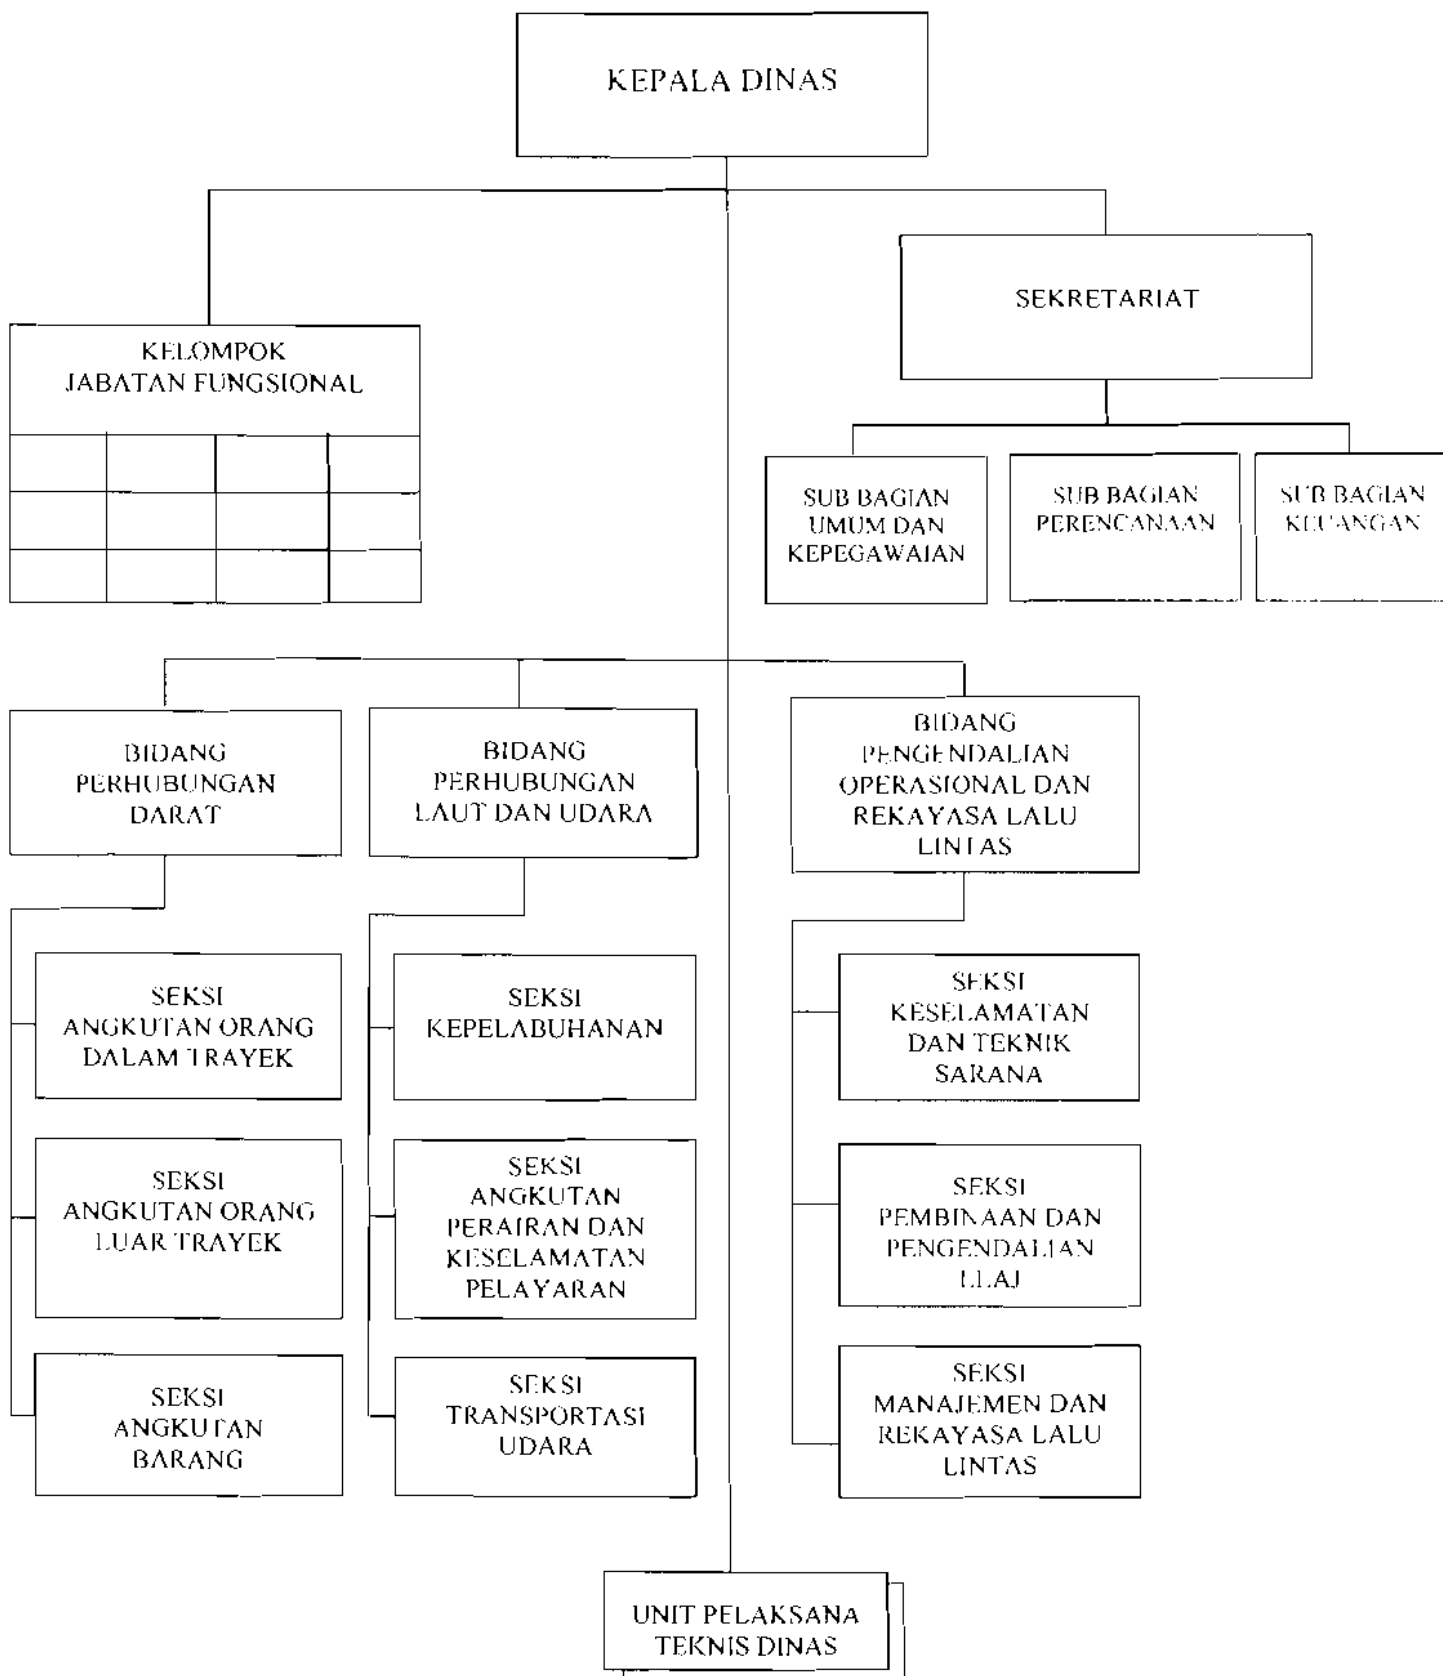 KEPALA DINAS
SEKRETARIAT
KELOMPOK
JABATAN FUNGSIONAL
SUB BAGIAN
UMUM DAN
KEPEGAWAIAN
SUB BAGIAN
PERENCANAAN
SUB BAGIAN
KEUANGAN
BIDANG
PERHUBUNGAN
DARAT
BIDANG
PERHUBUNGAN
LAUT DAN UDARA
BIDANG
PENGENDALIAN
OPERASIONAL DAN
REKAYASA LALU
LINTAS
SEKSI
ANGKUTAN ORANG
DALAM TRAYEK
SEKSI
KEPELABUHANAN
SEKSI
KESELAMATAN
DAN TEKNIK
SARANA
SEKSI
ANGKUTAN ORANG
LUAR TRAYEK
SEKSI
ANGKUTAN
PERAIRAN DAN
KESELAMATAN
PELAYARAN
SEKSI
PEMBINAAN DAN
PENGENDALIAN
LLAJ
SEKSI
ANGKUTAN
BARANG
SEKSI
TRANSPORTASI
UDARA
SEKSI
MANAJEMEN DAN
REKAYASA LALU
LINTAS
UNIT PELAKSANA
TEKNIS DINAS